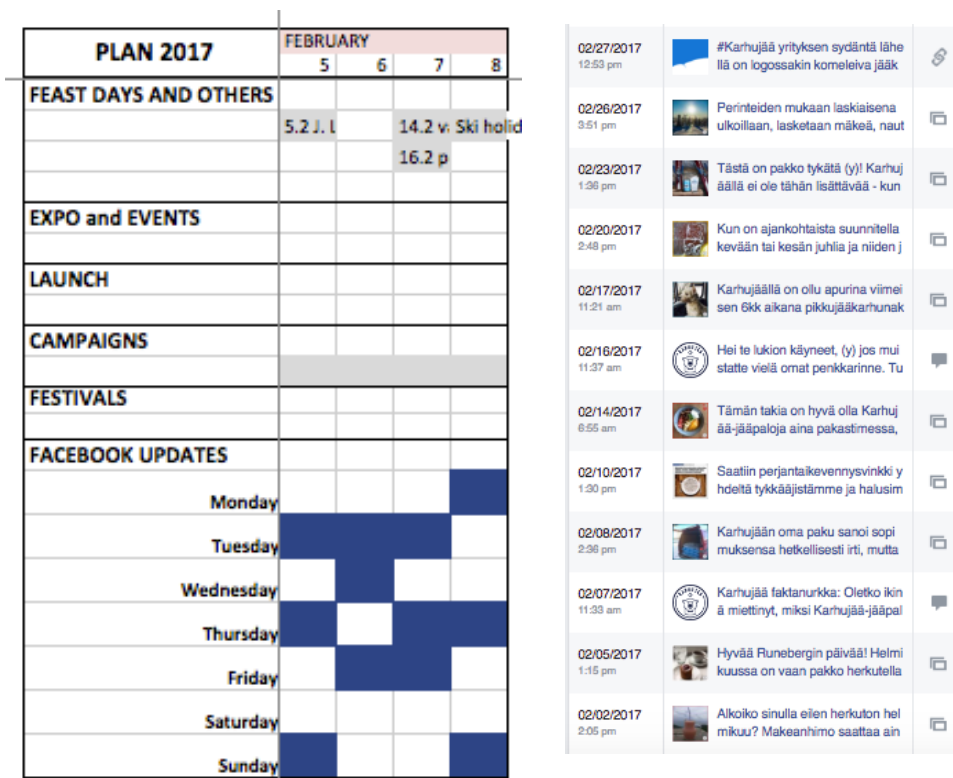 PLAN 2017
FEBRUARY
5 6 7 8
FEAST DAYS AND OTHERS
5.2 J. L 14.2 v Ski holid
16.2 p
EXPO and EVENTS
LAUNCH
CAMPAIGNS
FESTIVALS
FACEBOOK UPDATES
Monday
Tuesday
Wednesday
Thursday
Friday
Saturday
Sunday
02/27/2017
12:53 pm
#Karhujää yrityksen sydäntä lähe
llä on logossakin komeleiva jääk
02/26/2017
3:51 pm
Perinteiden mukaan laskiaisena
ulkoillaan, lasketaan mäkeä, naut
02/23/2017
1:36 pm
Tästä on pakko tykätä (y)! Karhuj
äällä ei ole tähän lisättävää - kun
02/20/2017
2:48 pm
Kun on ajankohtaista suunnitella
kevään tai kesän juhlia ja niiden j
02/17/2017
11:21 am
Karhujäällä on ollu apurina viimei
sen 6kk aikana pikkujääkarhunak
02/16/2017
11:37 am
Hei te lukion käyneet, (y) jos mui
statte vielä omat penkkarinne. Tu
02/14/2017
6:55 am
Tämän takia on hyvä olla Karhuj
ää-jääpaloja aina pakastimessa,
02/10/2017
1:30 pm
Saatiin perjantaikevennysvinkki y
hdeltä tykkääjistämme ja halusim
02/08/2017
2:36 pm
Karhujään oma paku sanoi sopi
muksensa hetkellisesti irti, mutta
02/07/2017
11:33 am
Karhujää faktanurkka: Oletko ikin
ä miettinyt, miksi Karhujää-jääpal
02/05/2017
1:15 pm
Hyvää Runebergin päivää! Helmi
kuussa on vaan pakko herkutella
02/02/2017
2:05 pm
Alkoiko sinulla eilen herkuton hel
mikuu? Makeanhimo saattaa ain